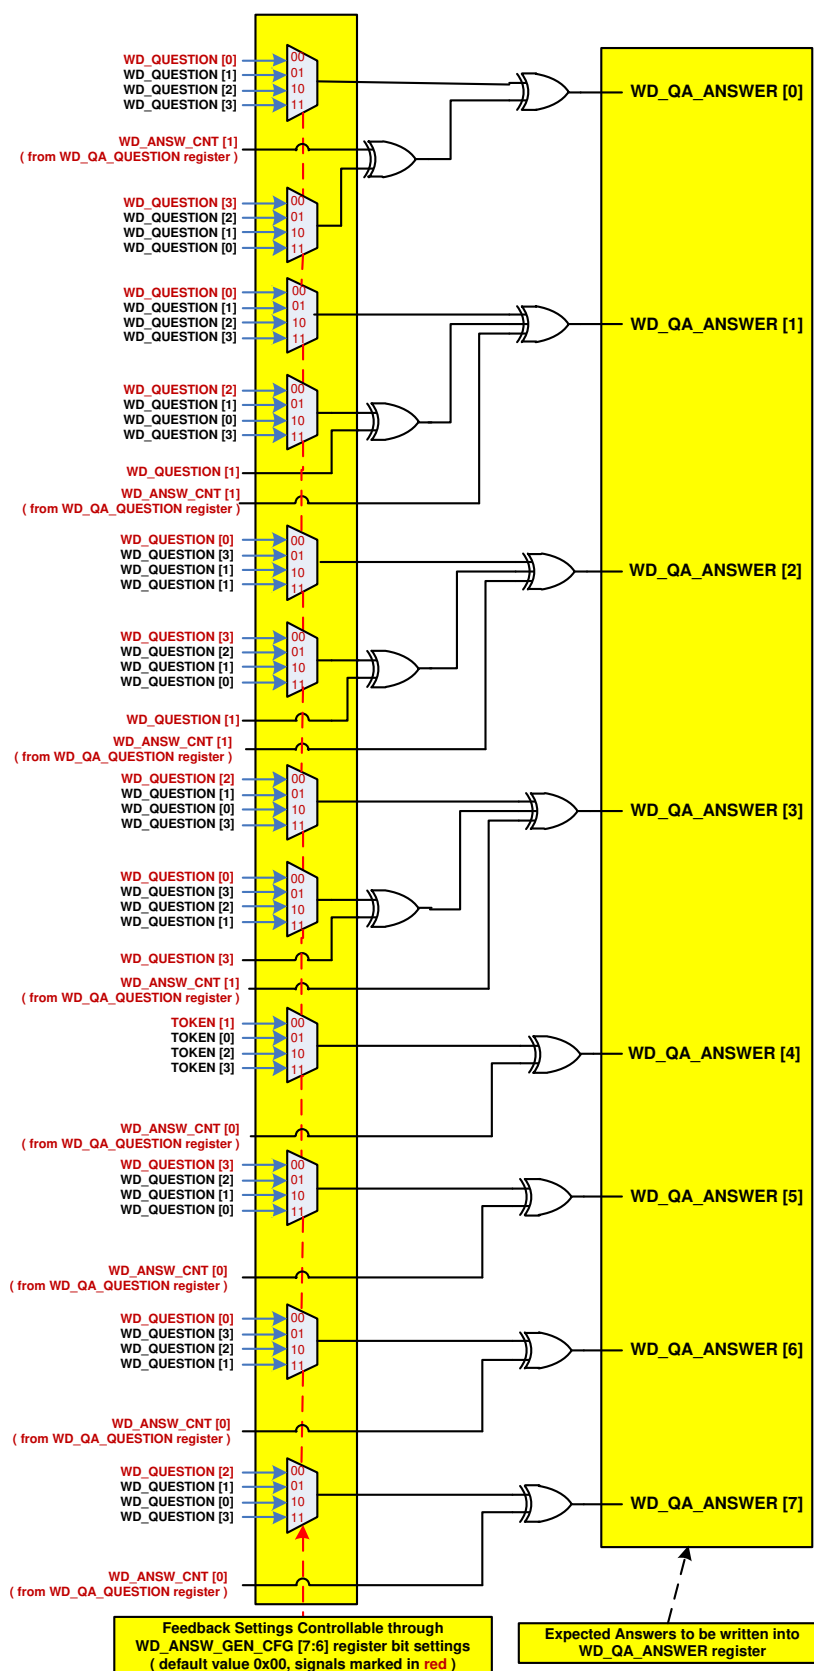 WD_QUESTION [0]
WD_QUESTION [1]
WD_QUESTION [2]
WD_QUESTION [3]
00
01
10
11
WD_QA_ANSWER [0]
WD_ANSW_CNT [1]
( from WD_QA_QUESTION register )
WD_QUESTION [3]
WD_QUESTION [2]
WD_QUESTION [1]
WD_QUESTION [0]
00
01
10
11
WD_QUESTION [0]
WD_QUESTION [1]
WD_QUESTION [2]
WD_QUESTION [3]
00
01
10
11
WD_QA_ANSWER [1]
WD_QUESTION [2]
WD_QUESTION [1]
WD_QUESTION [0]
WD_QUESTION [3]
00
01
10
11
WD_QUESTION [1]
WD_ANSW_CNT [1]
( from WD_QA_QUESTION register )
WD_QUESTION [0]
WD_QUESTION [3]
WD_QUESTION [1]
WD_QUESTION [1]
00
01
10
11
WD_QA_ANSWER [2]
WD_QUESTION [3]
WD_QUESTION [2]
WD_QUESTION [1]
WD_QUESTION [0]
00
01
10
11
WD_QUESTION [1]
WD_ANSW_CNT [1]
( from WD_QA_QUESTION register )
WD_QUESTION [2]
WD_QUESTION [1]
WD_QUESTION [0]
WD_QUESTION [3]
00
01
10
11
WD_QA_ANSWER [3]
WD_QUESTION [0]
WD_QUESTION [3]
WD_QUESTION [2]
WD_QUESTION [1]
00
01
10
11
WD_QUESTION [3]
WD_ANSW_CNT [1]
( from WD_QA_QUESTION register )
TOKEN [1]
TOKEN [0]
TOKEN [2]
TOKEN [3]
00
01
10
11
WD_QA_ANSWER [4]
WD_ANSW_CNT [0]
( from WD_QA_QUESTION register )
WD_QUESTION [3]
WD_QUESTION [2]
WD_QUESTION [1]
WD_QUESTION [0]
00
01
10
11
WD_QA_ANSWER [5]
WD_ANSW_CNT [0]
( from WD_QA_QUESTION register )
WD_QUESTION [0]
WD_QUESTION [3]
WD_QUESTION [2]
WD_QUESTION [1]
00
01
10
11
WD_QA_ANSWER [6]
WD_ANSW_CNT [0]
( from WD_QA_QUESTION register )
WD_QUESTION [2]
WD_QUESTION [1]
WD_QUESTION [0]
WD_QUESTION [3]
00
01
10
11
WD_QA_ANSWER [7]
WD_ANSW_CNT [0]
( from WD_QA_QUESTION register )
Feedback Settings Controllable through
WD_ANSW_GEN_CFG [7:6] register bit settings
( default value 0x00, signals marked in red )
Expected Answers to be written into
WD_QA_ANSWER register